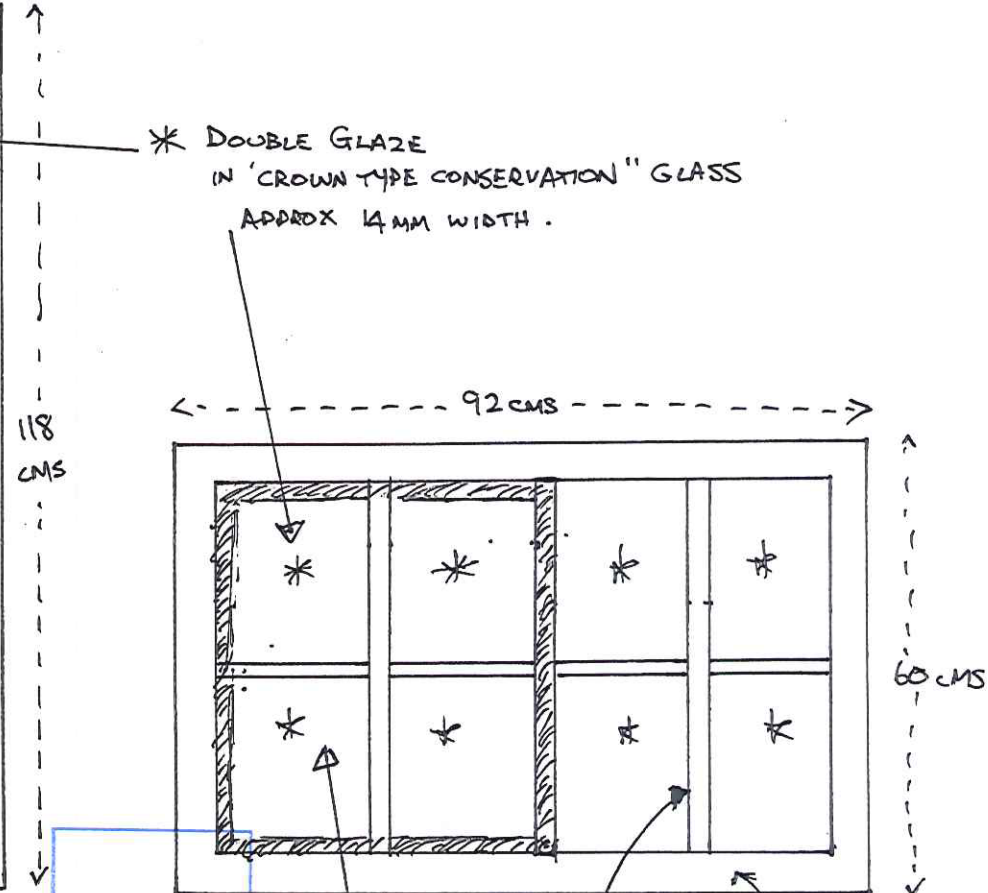 * DOUBLE GLAZE
IN 'CROWN TYPE CONSERVATION" GLASS
APPROX 14MM WIDTH.
92 CMS
118
CMS
60 CMS
* * * *
* * * *